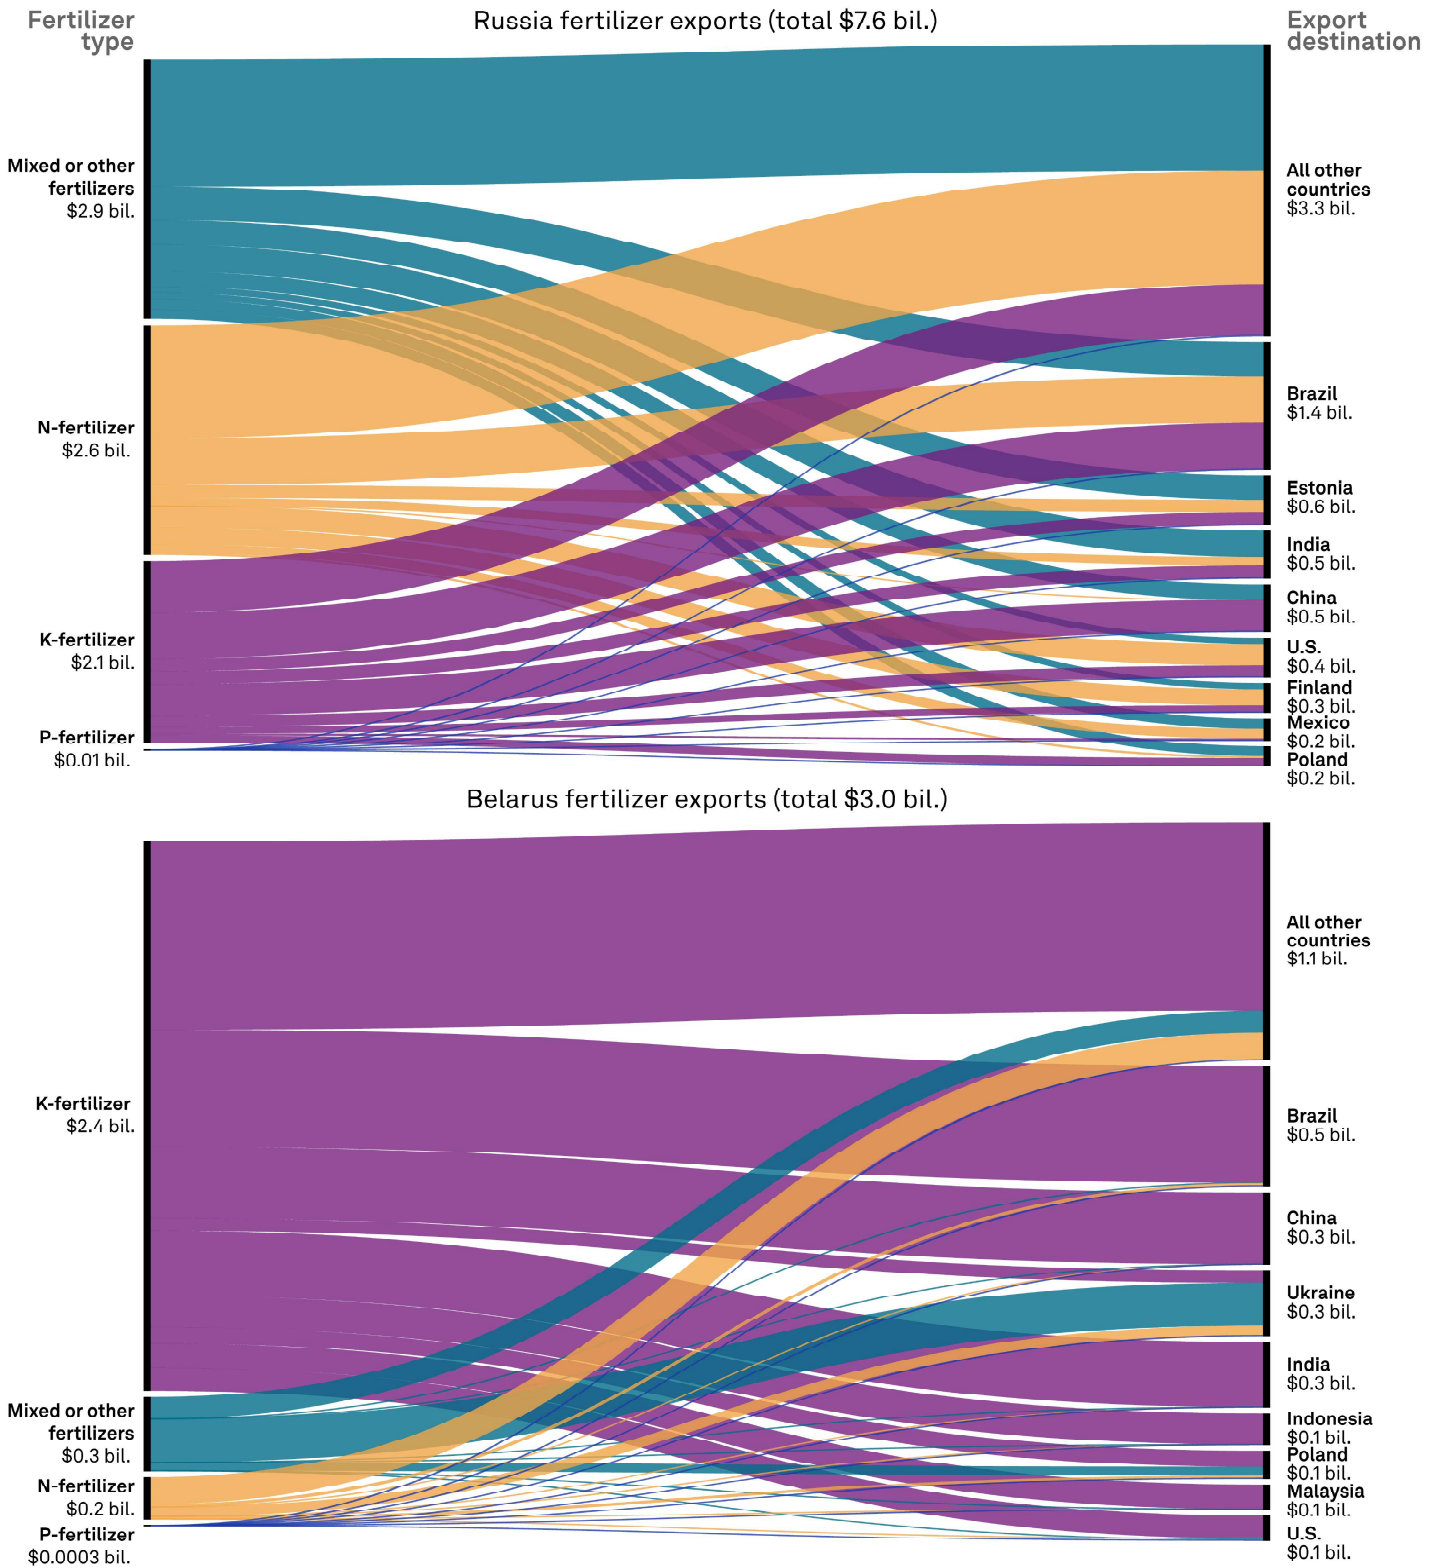 Fertilizer
type
Russia fertilizer exports (total $7.6 bil.)
Export
destination
Mixed or other
fertilizers
$2.9 bil.
N-fertilizer
$2.6 bil.
K-fertilizer
$2.1 bil.
P-fertilizer
$0.01 bil.
All other
countries
$3.3 bil.
Brazil
$1.4 bil.
Estonia
$0.6 bil.
India
$0.5 bil.
China
$0.5 bil.
U.S.
$0.4 bil.
Finland
$0.3 bil.
Mexico
$0.2 bil.
Poland
$0.2 bil.
Belarus fertilizer exports (total $3.0 bil.)
K-fertilizer
$2.4 bil.
Mixed or other
fertilizers
$0.3 bil.
N-fertilizer
$0.2 bil.
P-fertilizer
$0.0003 bil.
All other
countries
$1.1 bil.
Brazil
$0.5 bil.
China
$0.3 bil.
Ukraine
$0.3 bil.
India
$0.3 bil.
Indonesia
$0.1 bil.
Poland
$0.1 bil.
Malaysia
$0.1 bil.
U.S.
$0.1 bil.